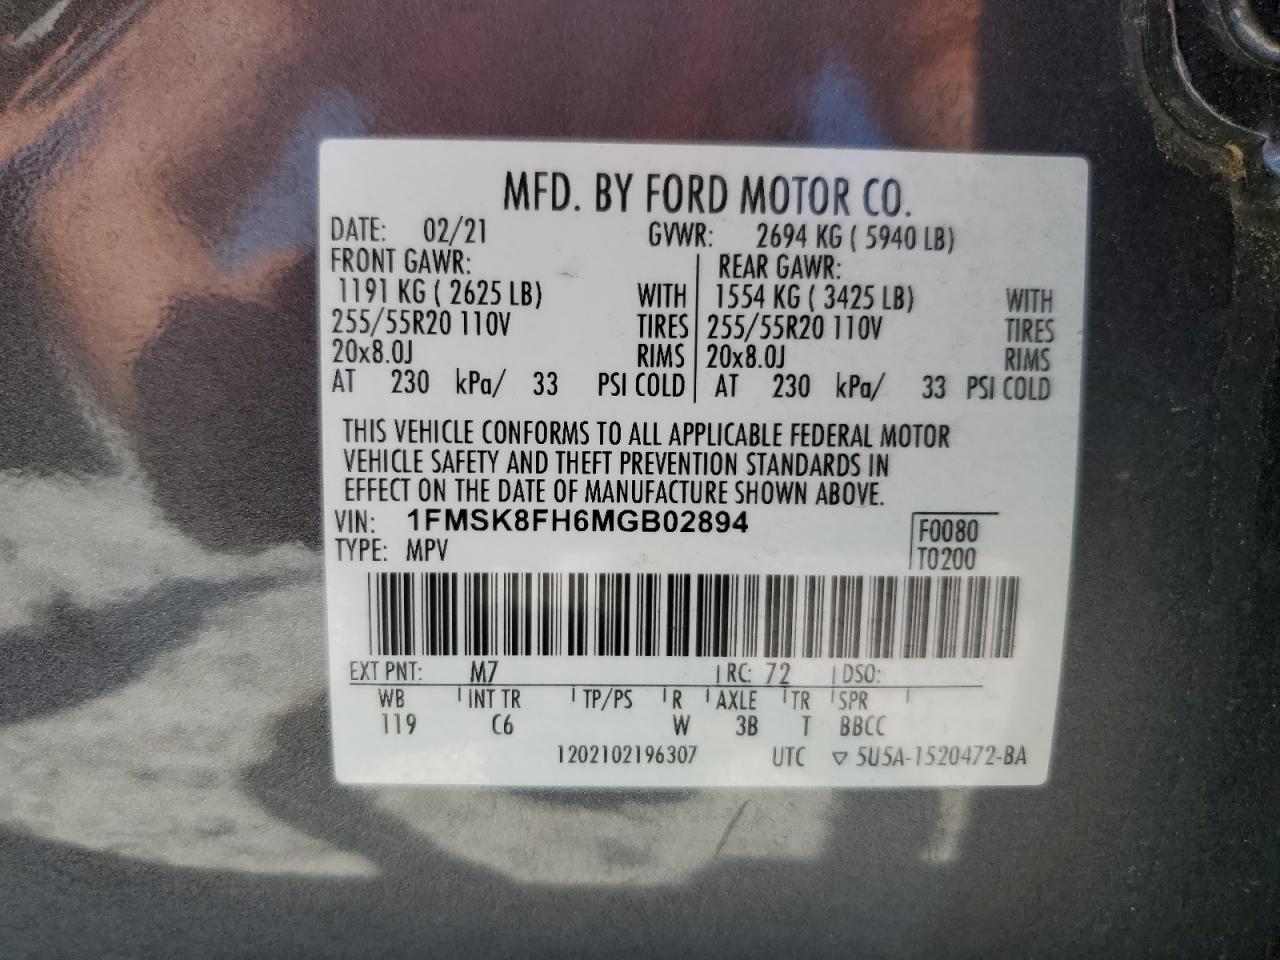 MFD. BY FORD MOTOR CO.
DATE: 02/21 GVWR: 2694 KG ( 5940 LB)
FRONT GAWR: REAR GAWR:
1191 KG ( 2625 LB) WITH 1554 KG ( 3425 LB) WITH
255/55R20 110V TIRES 255/55R20 110V TIRES
20x8.0J RIMS 20x8.0J RIMS
AT 230 kPa/ 33 PSI COLD AT 230 kPa/ 33 PSI COLD
THIS VEHICLE CONFORMS TO ALL APPLICABLE FEDERAL MOTOR
VEHICLE SAFETY AND THEFT PREVENTION STANDARDS IN
EFFECT ON THE DATE OF MANUFACTURE SHOWN ABOVE.
VIN: 1FMSK8FH6MGB02894 F0080
TYPE: MPV T0200
EXT PNT: M7 RC: 72 DSO:
WB INT TR TP/PS R AXLE TR SPR
119 C6 W 3B T BBCC
1202102196307 UTC ▽ 5U5A-1520472-BA